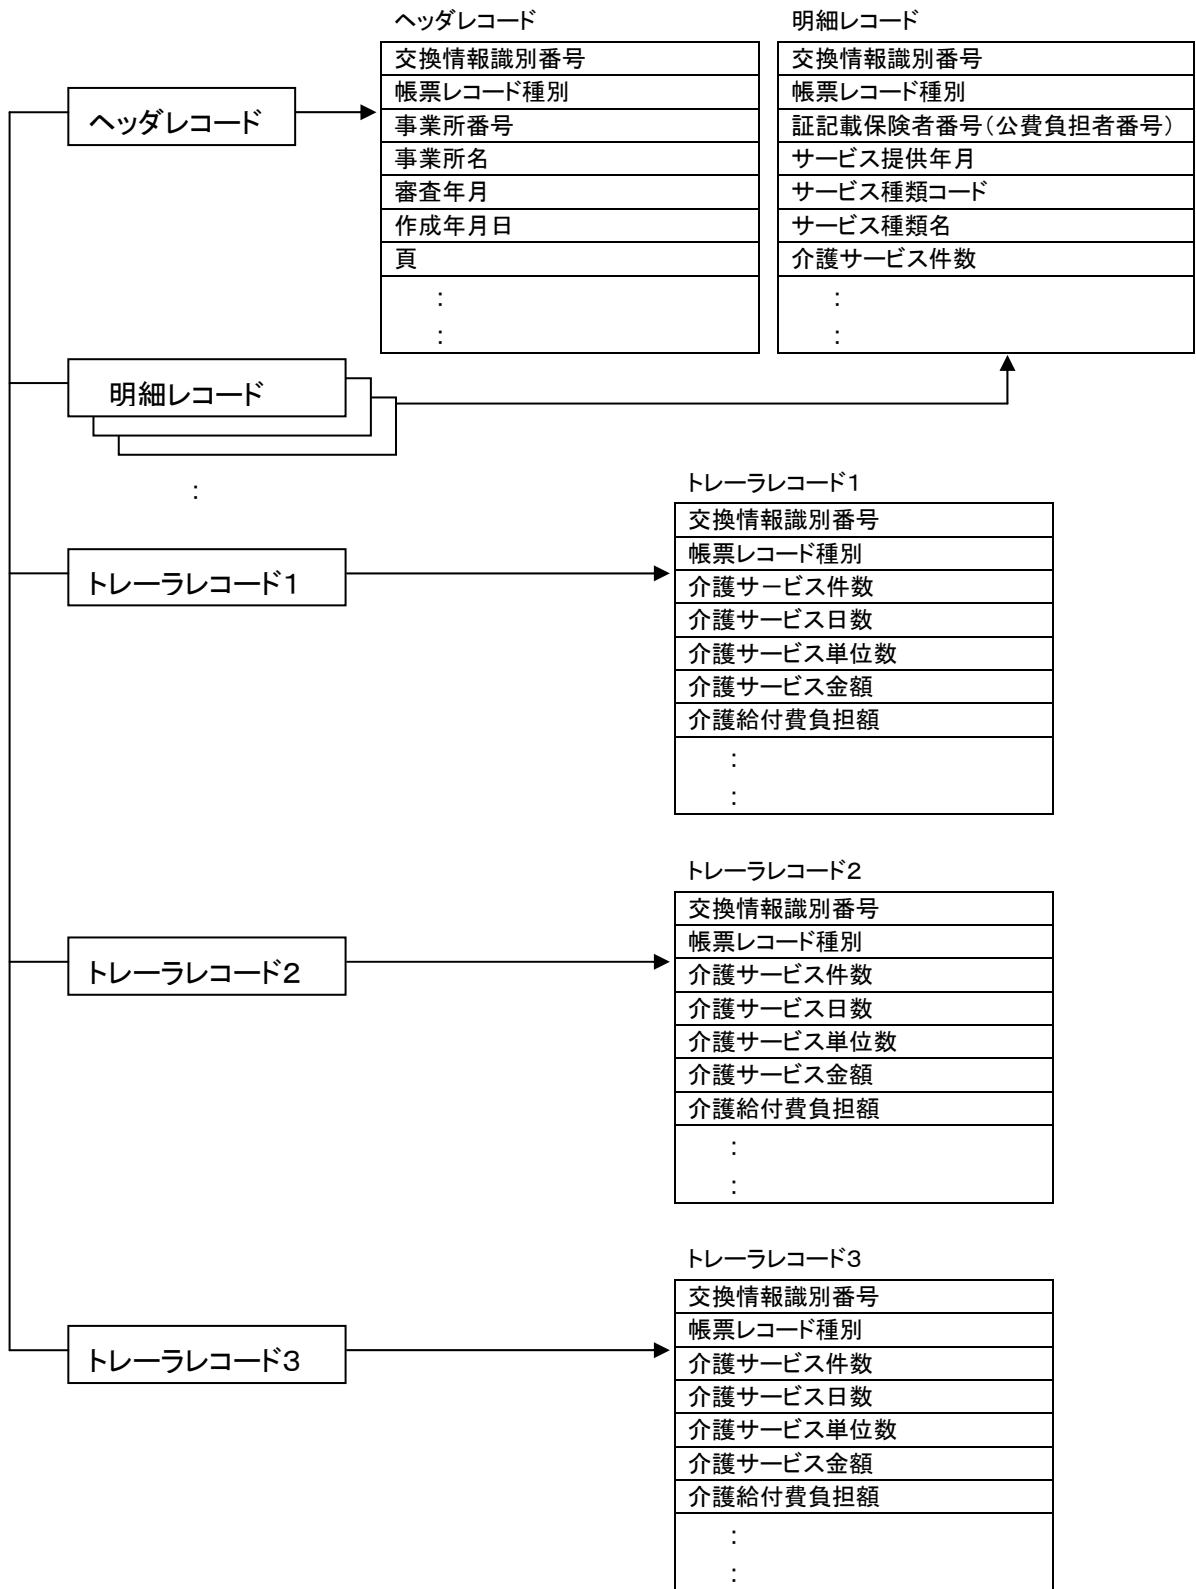 ヘッダレコード
交換情報識別番号
帳票レコード種別
事業所番号
事業所名
審査年月
作成年月日
頁
:
:
明細レコード
交換情報識別番号
帳票レコード種別
証記載保険者番号(公費負担者番号)
サービス提供年月
サービス種類コード
サービス種類名
介護サービス件数
:
:
ヘッダレコード
明細レコード
:
トレーラレコード1
トレーラレコード1
交換情報識別番号
帳票レコード種別
介護サービス件数
介護サービス日数
介護サービス単位数
介護サービス金額
介護給付費負担額
:
:
トレーラレコード2
トレーラレコード2
交換情報識別番号
帳票レコード種別
介護サービス件数
介護サービス日数
介護サービス単位数
介護サービス金額
介護給付費負担額
:
:
トレーラレコード3
トレーラレコード3
交換情報識別番号
帳票レコード種別
介護サービス件数
介護サービス日数
介護サービス単位数
介護サービス金額
介護給付費負担額
:
: